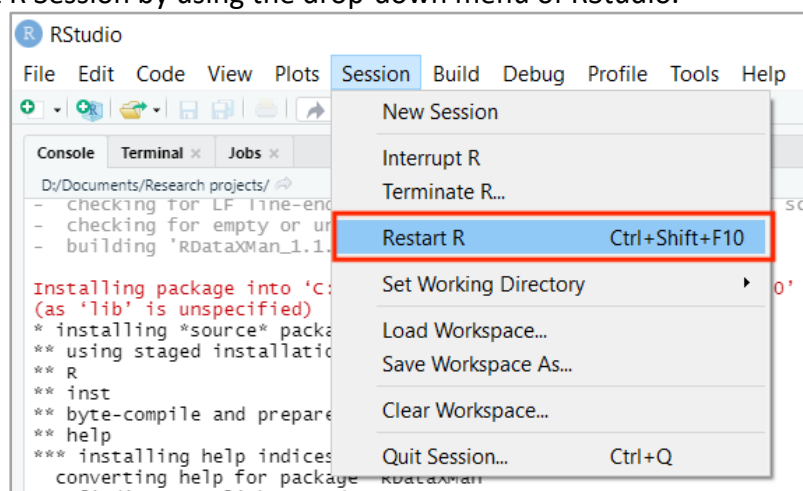 R Session by using the drop-down menu of RStudio.
R RStudio
File Edit Code View Plots Session Build Debug Profile Tools Help
New Session
Console Terminal × Jobs ×
Interrupt R
D:/Documents/Research projects/
Terminate R...
- checking for LF line-en
- checking for empty or
- building 'RDataXMan_1.1.
Restart R Ctrl+Shift+F10
Installing package into ‘C: 0’
Set Working Directory
(as ‘lib’ is unspecified)
* installing *source* packa
Load Workspace...
** using staged installatio
Save Workspace As...
** R
** inst
** byte-compile and prepare
Clear Workspace...
** help
*** installing help indices
Quit Session... Ctrl+Q
converting help for package